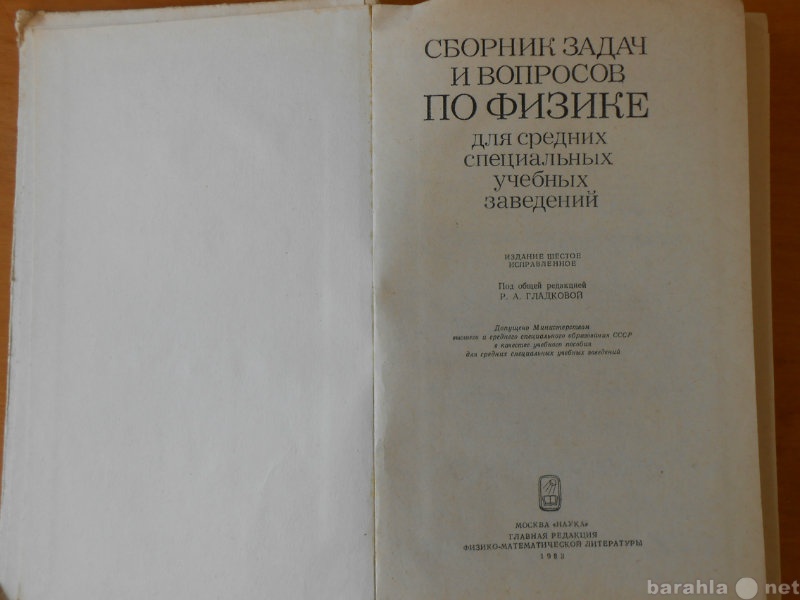 СБОРНИК ЗАДАЧ
И ВОПРОСОВ
ПО ФИЗИКЕ
для средних
специальных
учебных
заведений
ИЗДАНИЕ ШЕСТОЕ
ИСПРАВЛЕННОЕ
Под общей редакцией
Р. А. ГЛАДКОВОЙ
Допущено Министерством
высшего и среднего специального образования СССР
в качестве учебного пособия
для средних специальных учебных заведений
МОСКВА «НАУКА»
ГЛАВНАЯ РЕДАКЦИЯ
ФИЗИКО-МАТЕМАТИЧЕСКОЙ ЛИТЕРАТУРЫ
1983
barahla net